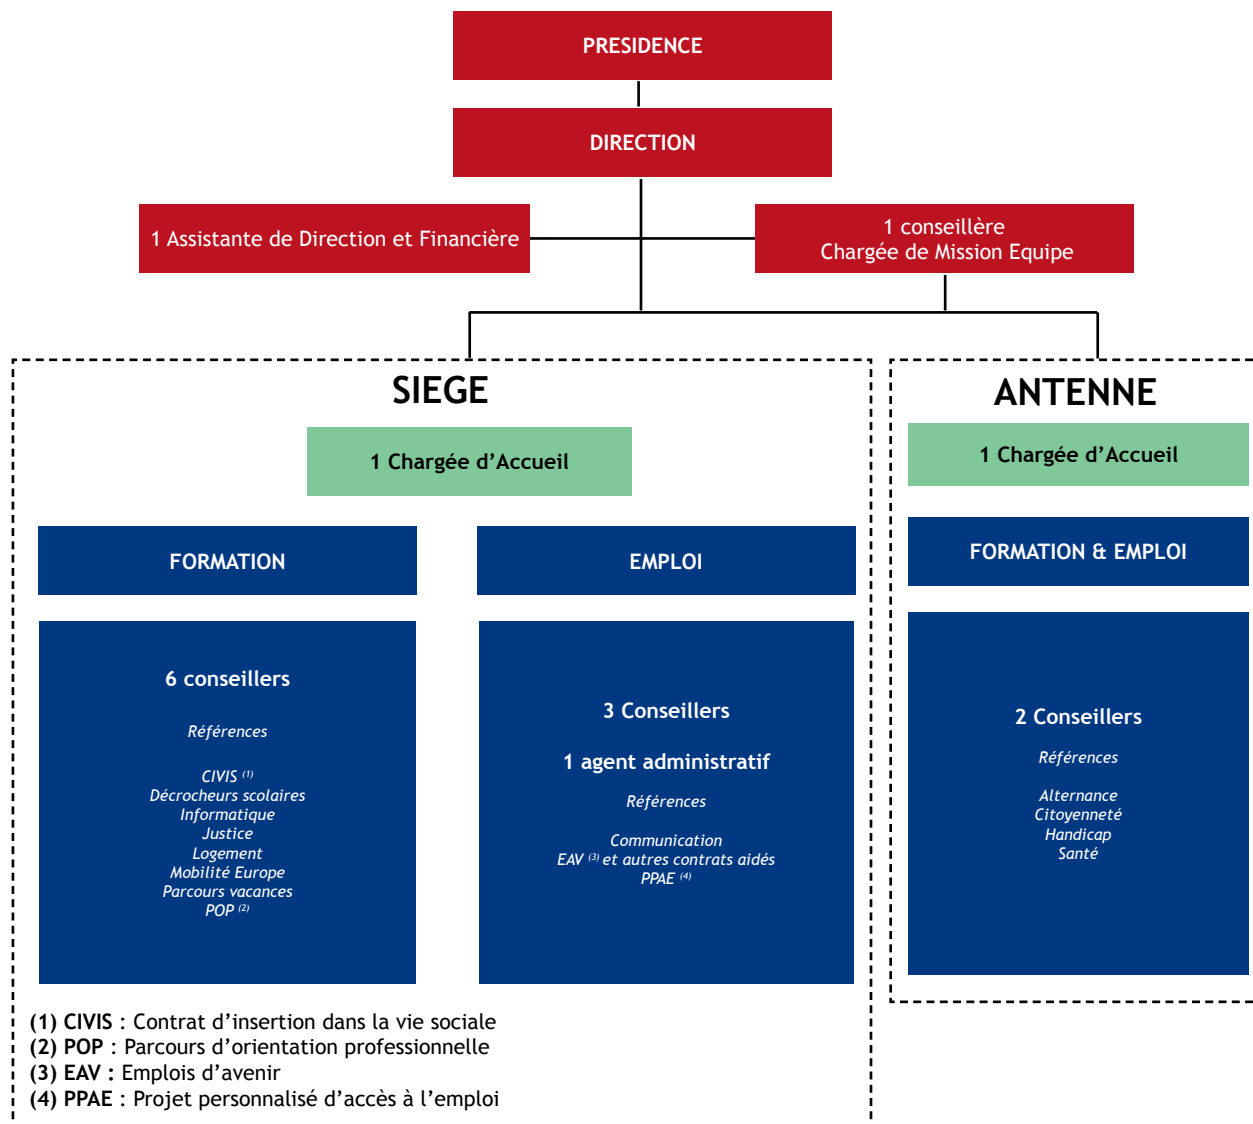 PRESIDENCE
DIRECTION
1 Assistante de Direction et Financière
1 conseillère
Chargée de Mission Equipe
SIEGE
1 Chargée d’Accueil
FORMATION
6 conseillers
Références
CIVIS (1)
Décrocheurs scolaires
Informatique
Justice
Logement
Mobilité Europe
Parcours vacances
POP (2)
EMPLOI
3 Conseillers
1 agent administratif
Références
Communication
EAV (3) et autres contrats aidés
PPAE (4)
(1) CIVIS : Contrat d’insertion dans la vie sociale
(2) POP : Parcours d’orientation professionnelle
(3) EAV : Emplois d’avenir
(4) PPAE : Projet personnalisé d’accès à l’emploi
ANTENNE
1 Chargée d’Accueil
FORMATION & EMPLOI
2 Conseillers
Références
Alternance
Citoyenneté
Handicap
Santé